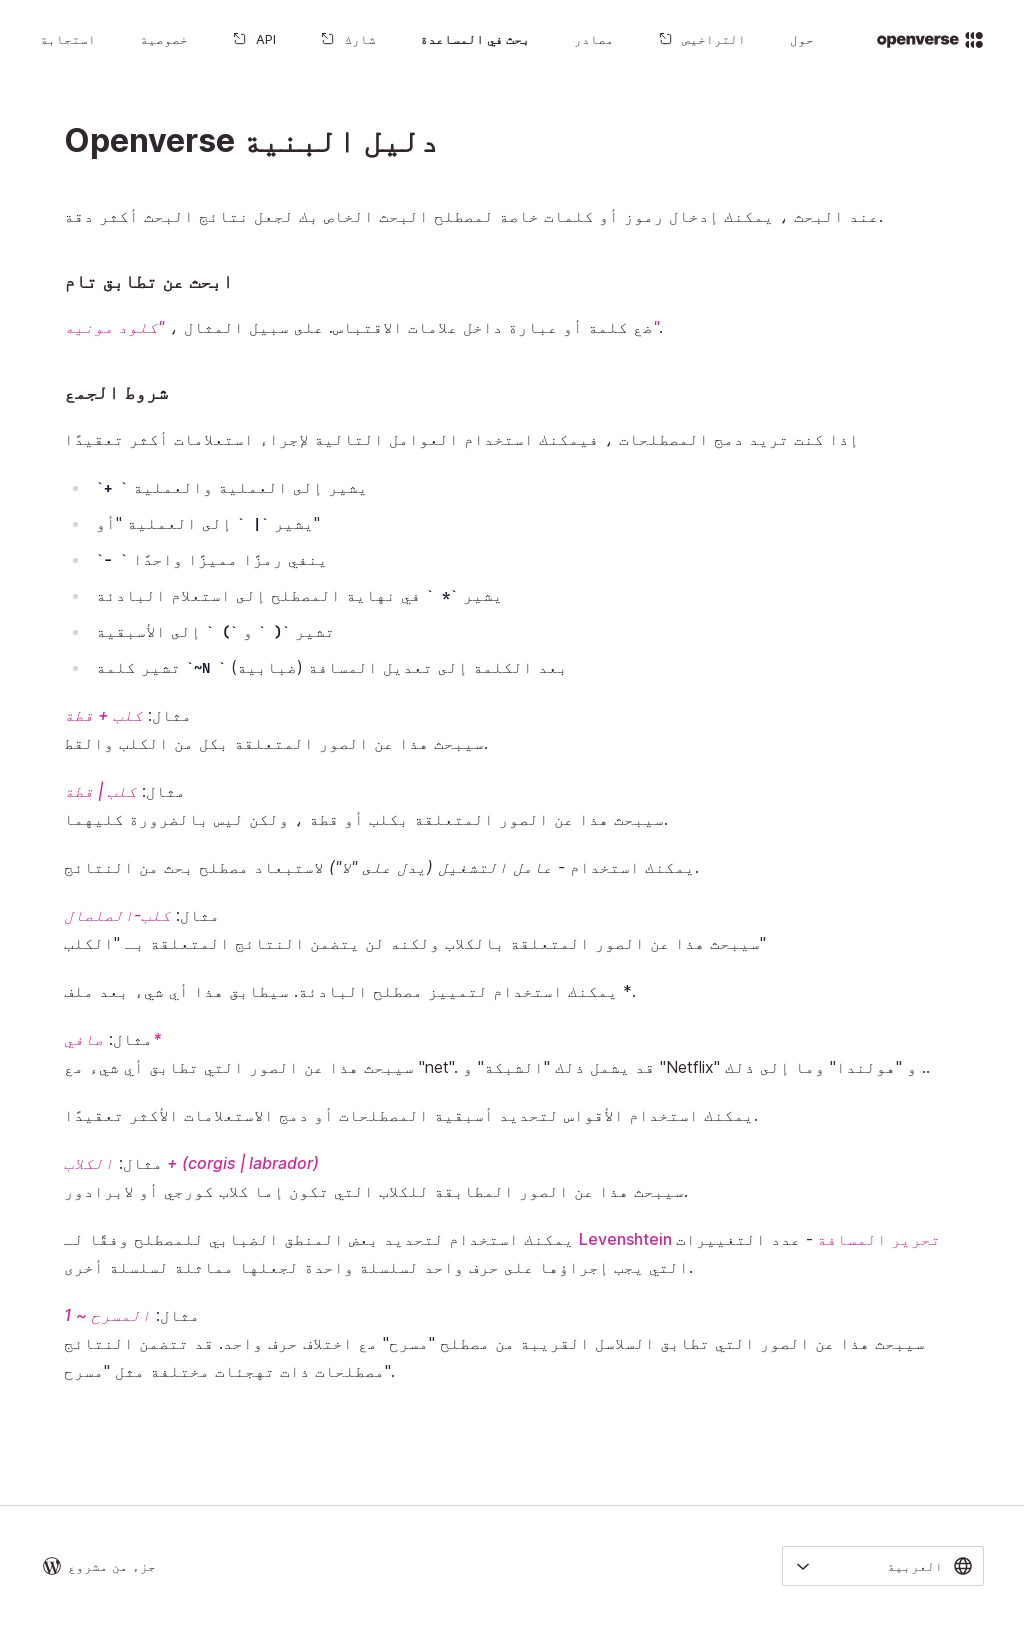 openverse
حول
التراخيص
مصادر
بحث في المساعدة
شارك
API
خصوصية
استجابة
Openverse دليل البنية
عند البحث ، يمكنك إدخال رموز أو كلمات خاصة لمصطلح البحث الخاص بك لجعل نتائج البحث أكثر دقة.
ابحث عن تطابق تام
ضع كلمة أو عبارة داخل علامات الاقتباس. على سبيل المثال ، "كلود مونيه".
شروط الجمع
إذا كنت تريد دمج المصطلحات ، فيمكنك استخدام العوامل التالية لإجراء استعلامات أكثر تعقيدًا
`+ ` يشير إلى العملية والعملية
يشير `| ` إلى العملية "أو"
`- ` ينفي رمزًا مميزًا واحدًا
يشير `* ` في نهاية المصطلح إلى استعلام البادئة
تشير `( ` و `) ` إلى الأسبقية
تشير كلمة `~N ` بعد الكلمة إلى تعديل المسافة (ضبابية)
مثال: كلب + قطة
سيبحث هذا عن الصور المتعلقة بكل من الكلب والقط.
مثال: كلب | قطة
سيبحث هذا عن الصور المتعلقة بكلب أو قطة ، ولكن ليس بالضرورة كليهما.
يمكنك استخدام - عامل التشغيل (يدل على "لا") لاستبعاد مصطلح بحث من النتائج.
مثال: كلب-الصلصال
سيبحث هذا عن الصور المتعلقة بالكلاب ولكنه لن يتضمن النتائج المتعلقة بـ "الكلب"
يمكنك استخدام لتمييز مصطلح البادئة. سيطابق هذا أي شيء بعد ملف *.
مثال: صافي*
سيبحث هذا عن الصور التي تطابق أي شيء مع "net". قد يشمل ذلك "الشبكة" و "Netflix" و "هولندا" وما إلى ذلك ..
يمكنك استخدام الأقواس لتحديد أسبقية المصطلحات أو دمج الاستعلامات الأكثر تعقيدًا.
مثال: الكلاب + (corgis | labrador)
سيبحث هذا عن الصور المطابقة للكلاب التي تكون إما كلاب كورجي أو لابرادور.
يمكنك استخدام لتحديد بعض المنطق الضبابي للمصطلح وفقًا لـ Levenshtein تحرير المسافة - عدد التغييرات
التي يجب إجراؤها على حرف واحد لسلسلة واحدة لجعلها مماثلة لسلسلة أخرى.
مثال: المسرح ~ 1
سيبحث هذا عن الصور التي تطابق السلاسل القريبة من مصطلح "مسرح" مع اختلاف حرف واحد. قد تتضمن النتائج
مصطلحات ذات تهجئات مختلفة مثل "مسرح".
العربية
جزء من مشروع